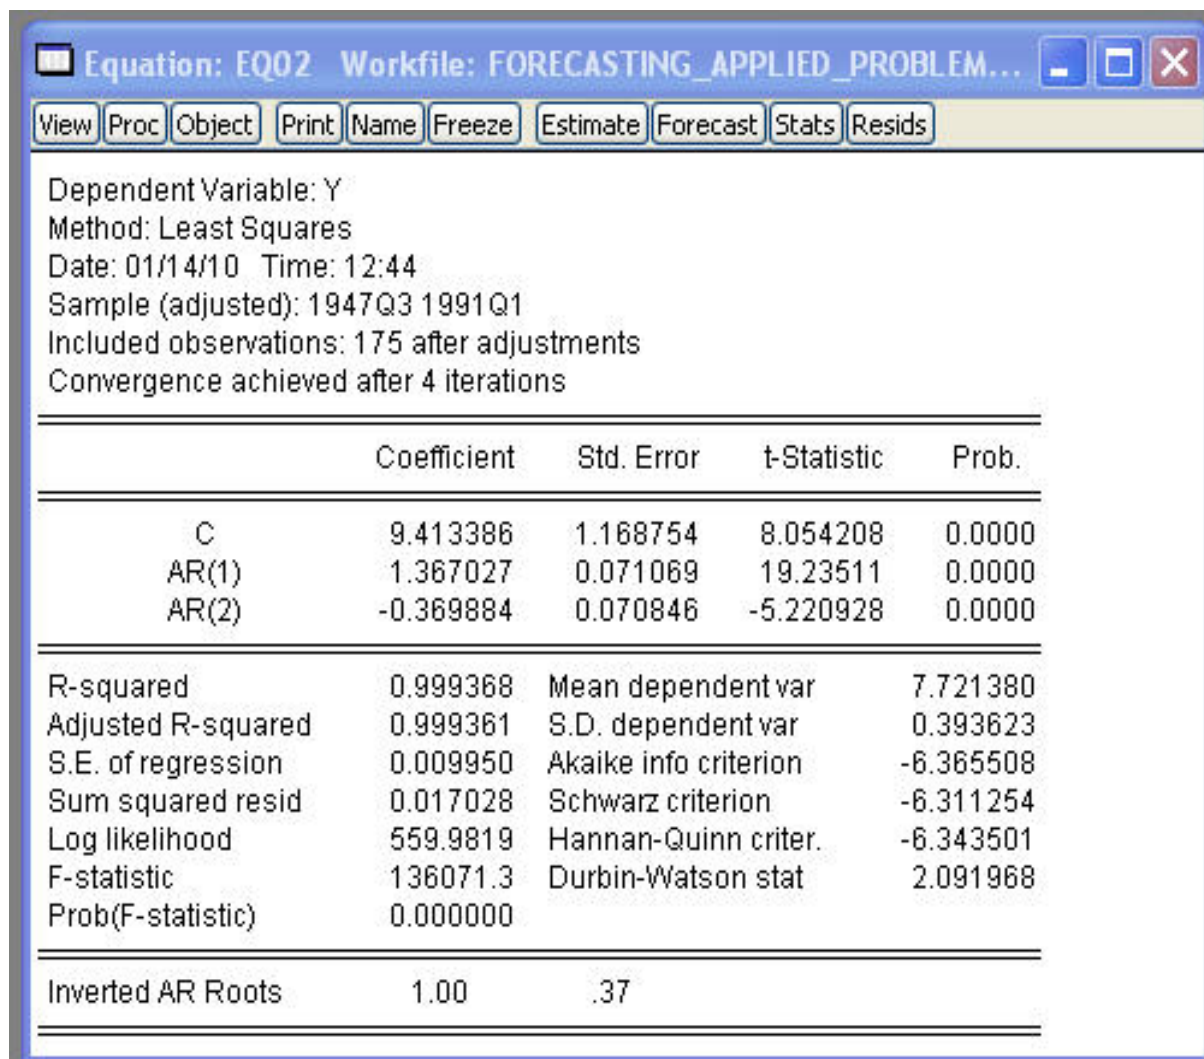 Equation: EQ02 Workfile: FORECASTING_APPLIED_PROBLEM...
View Proc Object Print Name Freeze Estimate Forecast Stats Resids
Dependent Variable: Y
Method: Least Squares
Date: 01/14/10 Time: 12:44
Sample (adjusted): 1947Q3 1991Q1
Included observations: 175 after adjustments
Convergence achieved after 4 iterations
Coefficient Std. Error t-Statistic Prob.
C 9.413386 1.168754 8.054208 0.0000
AR(1) 1.367027 0.071069 19.23511 0.0000
AR(2) -0.369884 0.070846 -5.220928 0.0000
R-squared 0.999368 Mean dependent var 7.721380
Adjusted R-squared 0.999361 S.D. dependent var 0.393623
S.E. of regression 0.009950 Akaike info criterion -6.365508
Sum squared resid 0.017028 Schwarz criterion -6.311254
Log likelihood 559.9819 Hannan-Quinn criter. -6.343501
F-statistic 136071.3 Durbin-Watson stat 2.091968
Prob(F-statistic) 0.000000
Inverted AR Roots 1.00 .37